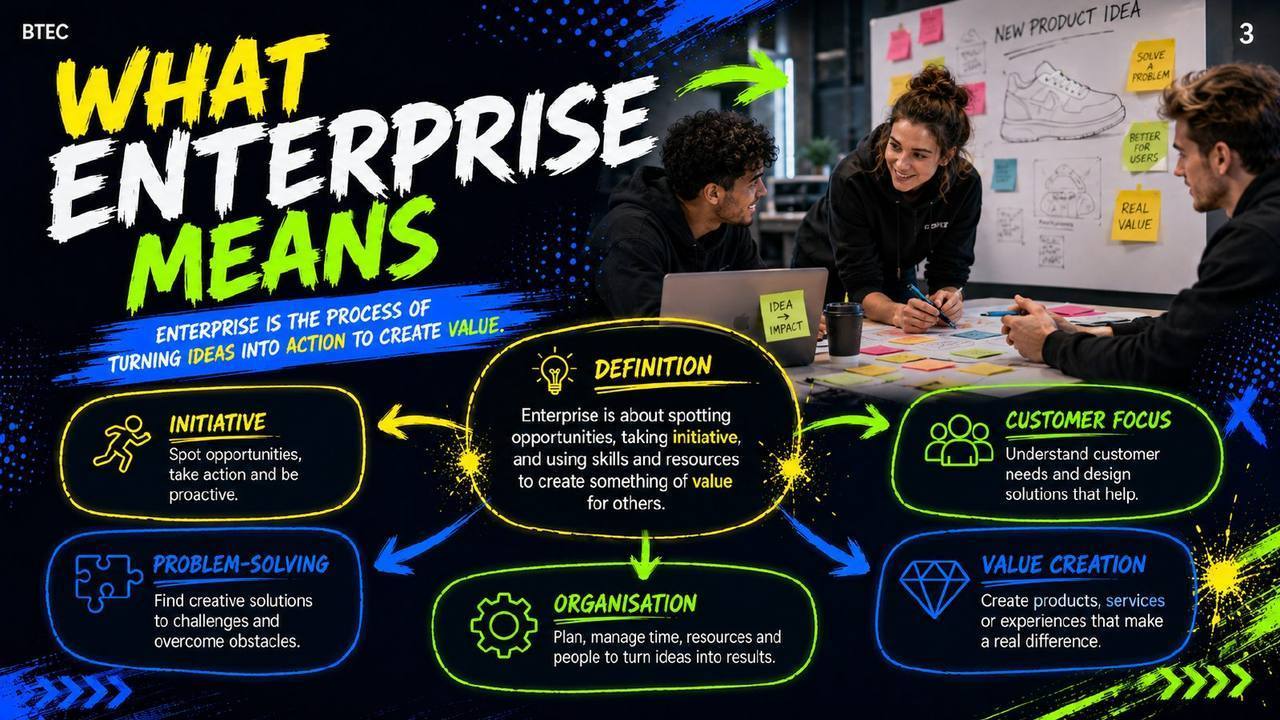 BTEC
3
WHAT
ENTERPRISE
MEANS
ENTERPRISE IS THE PROCESS OF
TURNING IDEAS INTO ACTION TO CREATE VALUE.
NEW PRODUCT IDEA
SOLVE
A
PROBLEM
BETTER
FOR
USERS
REAL
VALUE
IDEA
→
IMPACT
DEFINITION
Enterprise is about spotting
opportunities, taking initiative,
and using skills and resources
to create something of value
for others.
INITIATIVE
Spot opportunities,
take action and be
proactive.
CUSTOMER FOCUS
Understand customer
needs and design
solutions that help.
PROBLEM-SOLVING
Find creative solutions
to challenges and
overcome obstacles.
ORGANISATION
Plan, manage time, resources and
people to turn ideas into results.
VALUE CREATION
Create products, services
or experiences that make
a real difference.